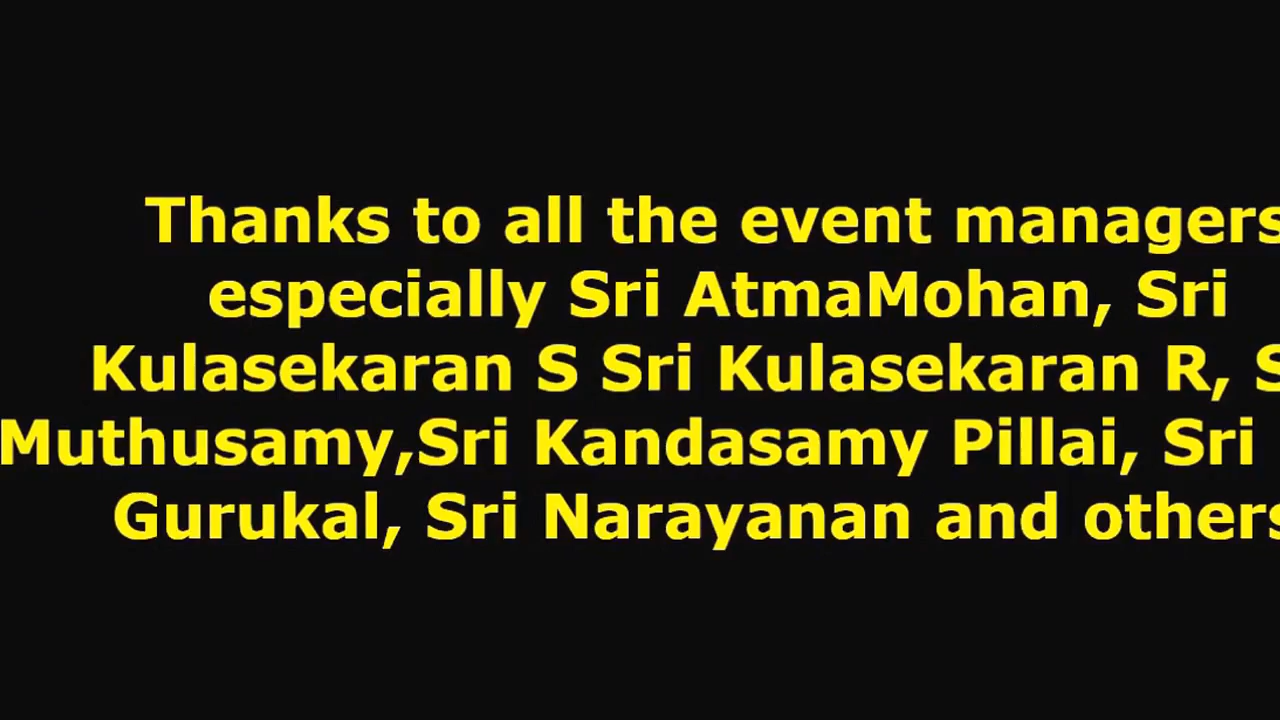 Thanks to all the event managers
especially Sri AtmaMohan, Sri
Kulasekaran S Sri Kulasekaran R,
Muthusamy,Sri Kandasamy Pillai, Sri
Gurukal, Sri Narayanan and others